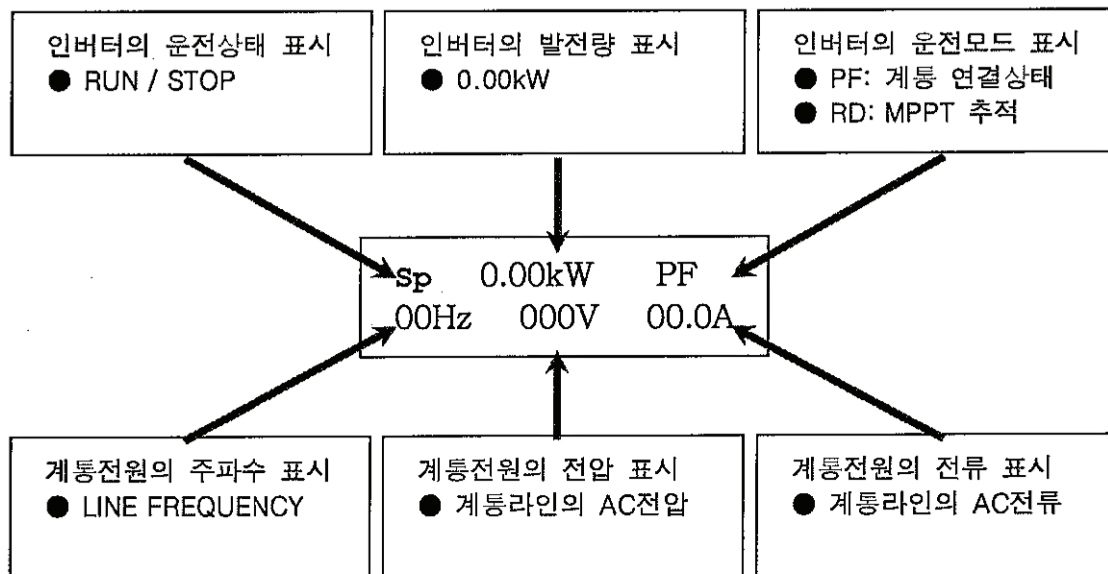 인버터의 운전상태 표시
● RUN / STOP
인버터의 발전량 표시
● 0.00kW
인버터의 운전모드 표시
● PF: 계통 연결상태
● RD: MPPT 추적
Sp 0.00kW PF
00Hz 000V 00.0A
계통전원의 주파수 표시
● LINE FREQUENCY
계통전원의 전압 표시
● 계통라인의 AC전압
계통전원의 전류 표시
● 계통라인의 AC전류